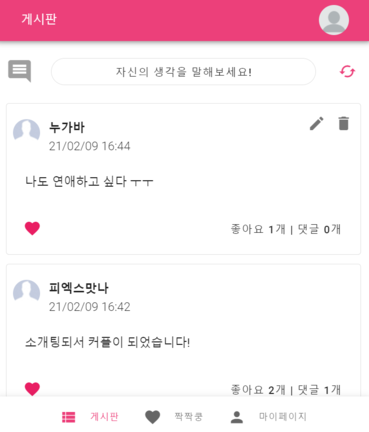 게시판
자신의 생각을 말해보세요!
누가바
21/02/09 16:44
나도 연애하고 싶다 ㅜㅜ
좋아요 1개 | 댓글 0개
피엑스맛나
21/02/09 16:42
소개팅되서 커플이 되었습니다!
좋아요 2개 | 댓글 1개
게시판 짝짝쿵 마이페이지